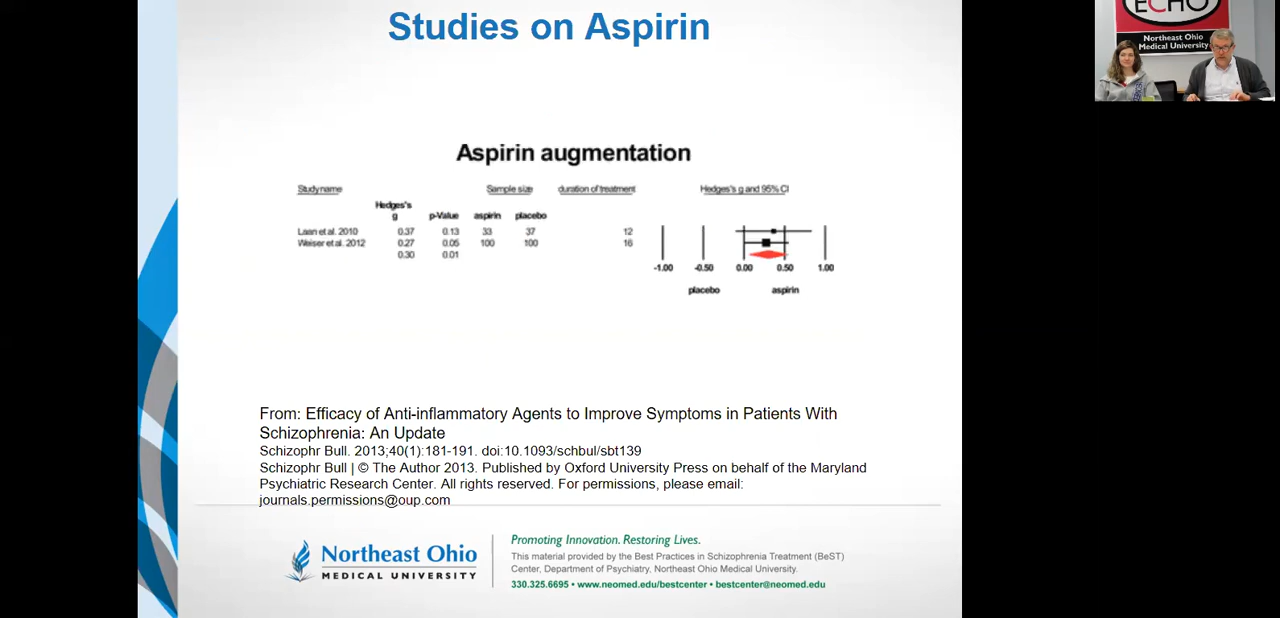 Studies on Aspirin
ECHO
Northeast Ohio
Medical University
Aspirin augmentation
Study name Sample size duration of treatment Hedges's g and 95% CI
Hedges's
g p-Value aspirin placebo
Laan et al. 2010 0.37 0.13 33 37 12
Weiser et al. 2012 0.27 0.05 100 100 16
0.30 0.01
-1.00 -0.50 0.00 0.50 1.00
placebo aspirin
From: Efficacy of Anti-inflammatory Agents to Improve Symptoms in Patients With
Schizophrenia: An Update
Schizophr Bull. 2013;40(1):181-191. doi:10.1093/schbul/sbt139
Schizophr Bull | © The Author 2013. Published by Oxford University Press on behalf of the Maryland
Psychiatric Research Center. All rights reserved. For permissions, please email:
journals.permissions@oup.com
Northeast Ohio
MEDICAL UNIVERSITY
Promoting Innovation. Restoring Lives.
This material provided by the Best Practices in Schizophrenia Treatment (BeST)
Center, Department of Psychiatry, Northeast Ohio Medical University.
330.325.6695 • www.neomed.edu/bestcenter • bestcenter@neomed.edu